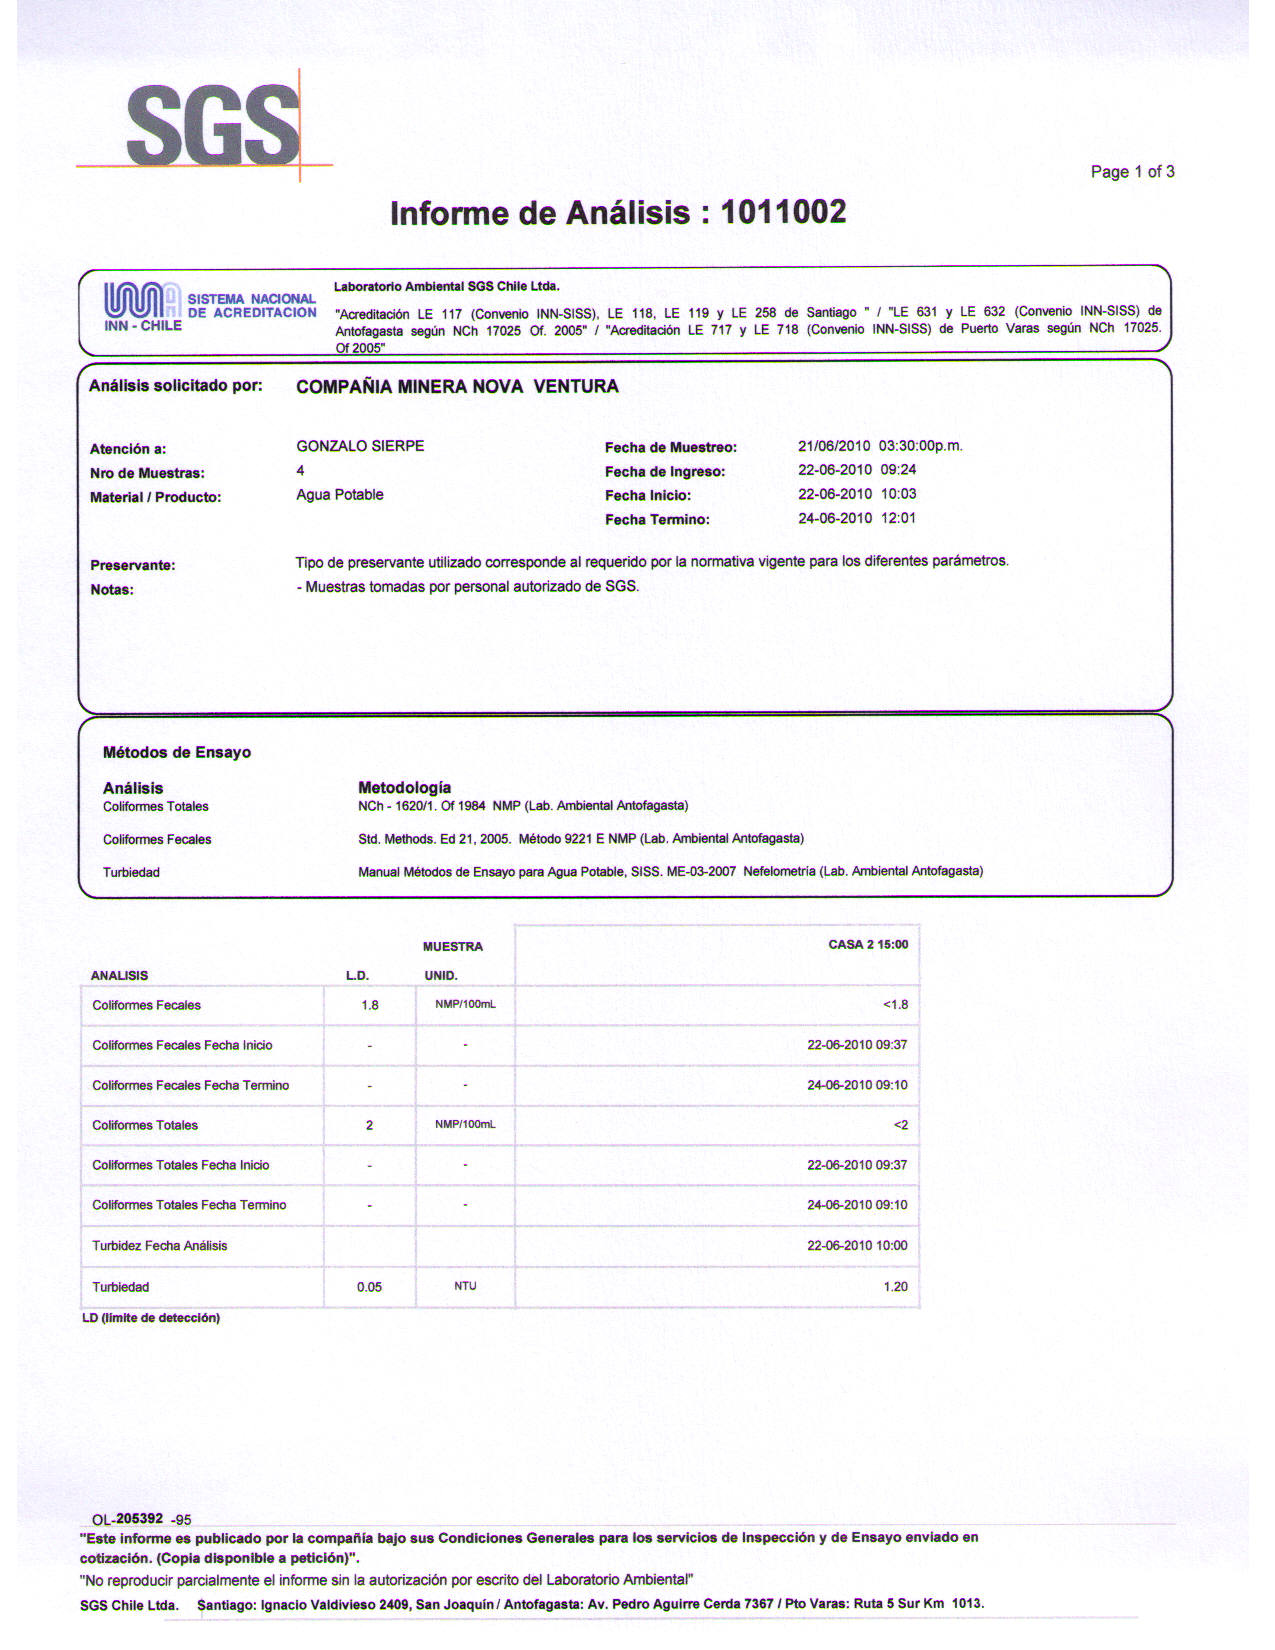 SGS
Page 1 of 3
Informe de Análisis : 1011002
INN - CHILE
SISTEMA NACIONAL
DE ACREDITACION
Laboratorio Ambiental SGS Chile Ltda.
"Acreditación LE 117 (Convenio INN-SISS), LE 118, LE 119 y LE 258 de Santiago " / "LE 631 y LE 632 (Convenio INN-SISS) de
Antofagasta según NCh 17025 Of. 2005" / "Acreditación LE 717 y LE 718 (Convenio INN-SISS) de Puerto Varas según NCh 17025.
Of 2005"
Análisis solicitado por: COMPAÑIA MINERA NOVA VENTURA
Atención a: GONZALO SIERPE Fecha de Muestreo: 21/06/2010 03:30:00p.m.
Nro de Muestras: 4 Fecha de Ingreso: 22-06-2010 09:24
Material / Producto: Agua Potable Fecha Inicio: 22-06-2010 10:03
Fecha Termino: 24-06-2010 12:01
Preservante: Tipo de preservante utilizado corresponde al requerido por la normativa vigente para los diferentes parámetros.
Notas: - Muestras tomadas por personal autorizado de SGS.
Métodos de Ensayo
Análisis Metodología
Coliformes Totales NCh - 1620/1. Of 1984 NMP (Lab. Ambiental Antofagasta)
Coliformes Fecales Std. Methods. Ed 21, 2005. Método 9221 E NMP (Lab. Ambiental Antofagasta)
Turbiedad Manual Métodos de Ensayo para Agua Potable, SISS. ME-03-2007 Nefelometria (Lab. Ambiental Antofagasta)
MUESTRA CASA 2 15:00
ANALISIS L.D. UNID.
Coliformes Fecales 1.8 NMP/100mL <1.8
Coliformes Fecales Fecha Inicio - - 22-06-2010 09:37
Coliformes Fecales Fecha Termino - - 24-06-2010 09:10
Coliformes Totales 2 NMP/100mL <2
Coliformes Totales Fecha Inicio - - 22-06-2010 09:37
Coliformes Totales Fecha Termino - - 24-06-2010 09:10
Turbidez Fecha Análisis 22-06-2010 10:00
Turbiedad 0.05 NTU 1.20
LD (límite de detección)
OL-205392 -95
"Este informe es publicado por la compañía bajo sus Condiciones Generales para los servicios de Inspección y de Ensayo enviado en
cotización. (Copia disponible a petición)".
"No reproducir parcialmente el informe sin la autorización por escrito del Laboratorio Ambiental"
SGS Chile Ltda. Santiago: Ignacio Valdivieso 2409, San Joaquín / Antofagasta: Av. Pedro Aguirre Cerda 7367 / Pto Varas: Ruta 5 Sur Km 1013.